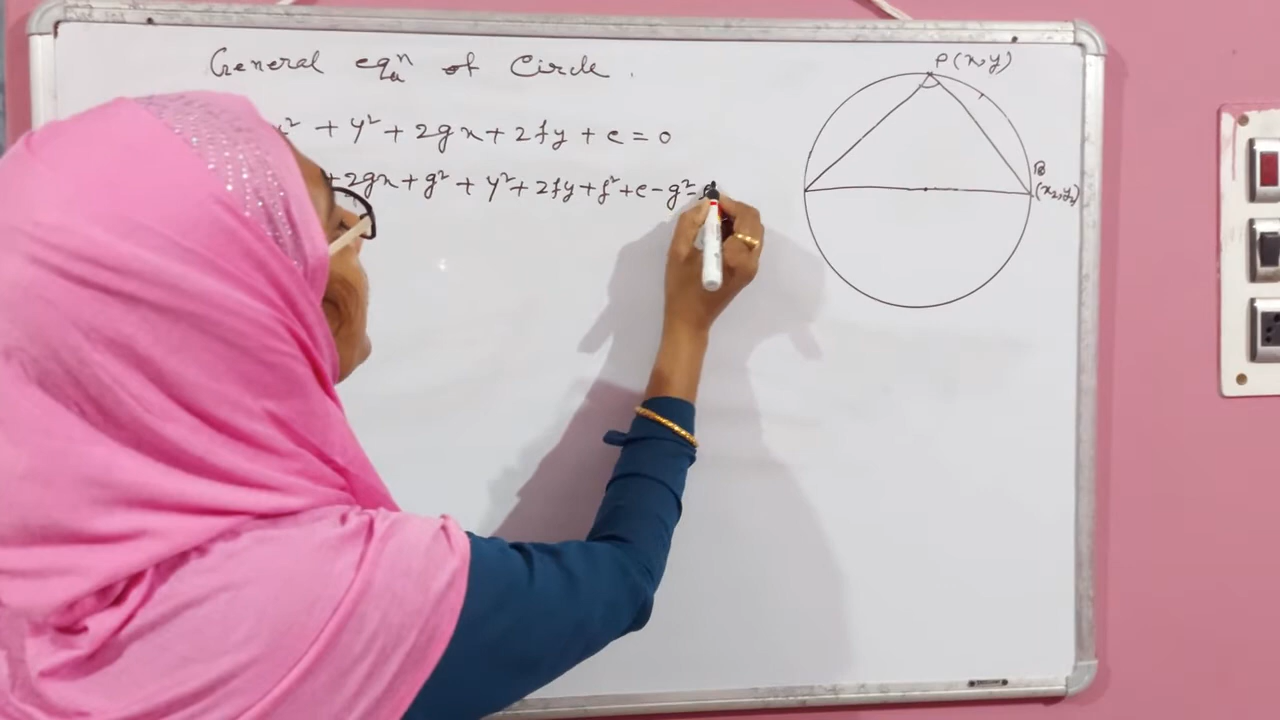 General eqⁿ of Circle.
x² + y² + 2gx + 2fy + c = 0
+ 2gx + g² + y² + 2fy + f² + c - g² -
P(x,y)
B
(x₂,y₂)